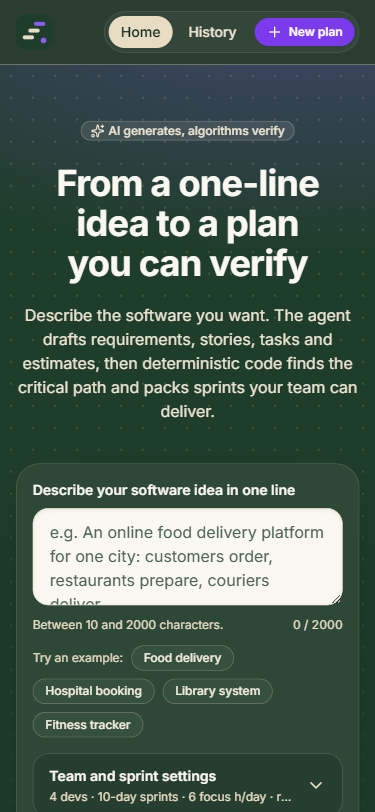 Home History + New plan
AI generates, algorithms verify
From a one-line
idea to a plan
you can verify
Describe the software you want. The agent
drafts requirements, stories, tasks and
estimates, then deterministic code finds the
critical path and packs sprints your team can
deliver.
Describe your software idea in one line
e.g. An online food delivery platform
for one city: customers order,
restaurants prepare, couriers
deliver
Between 10 and 2000 characters. 0 / 2000
Try an example: Food delivery
Hospital booking Library system
Fitness tracker
Team and sprint settings
4 devs · 10-day sprints · 6 focus h/day · r...